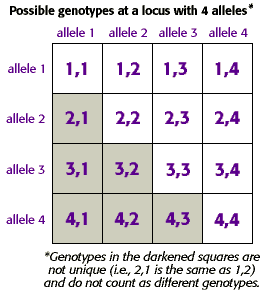 Possible genotypes at a locus with 4 alleles*
allele 1 allele 2 allele 3 allele 4
allele 1 1,1 1,2 1,3 1,4
allele 2 2,1 2,2 2,3 2,4
allele 3 3,1 3,2 3,3 3,4
allele 4 4,1 4,2 4,3 4,4
*Genotypes in the darkened squares are
not unique (i.e., 2,1 is the same as 1,2)
and do not count as different genotypes.